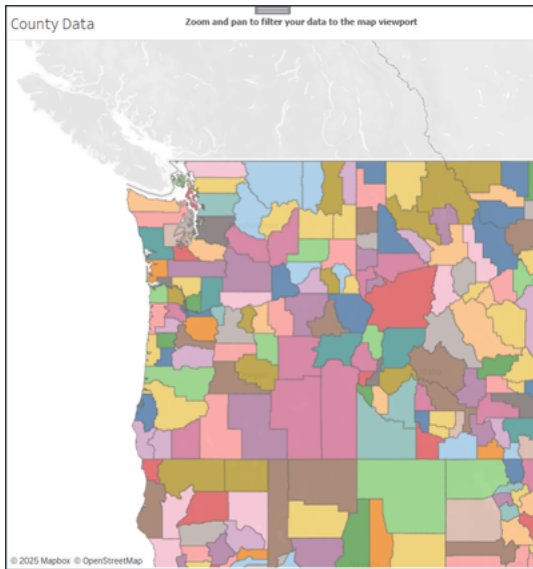 County Data
Zoom and pan to filter your data to the map viewport
© 2025 Mapbox © OpenStreetMap